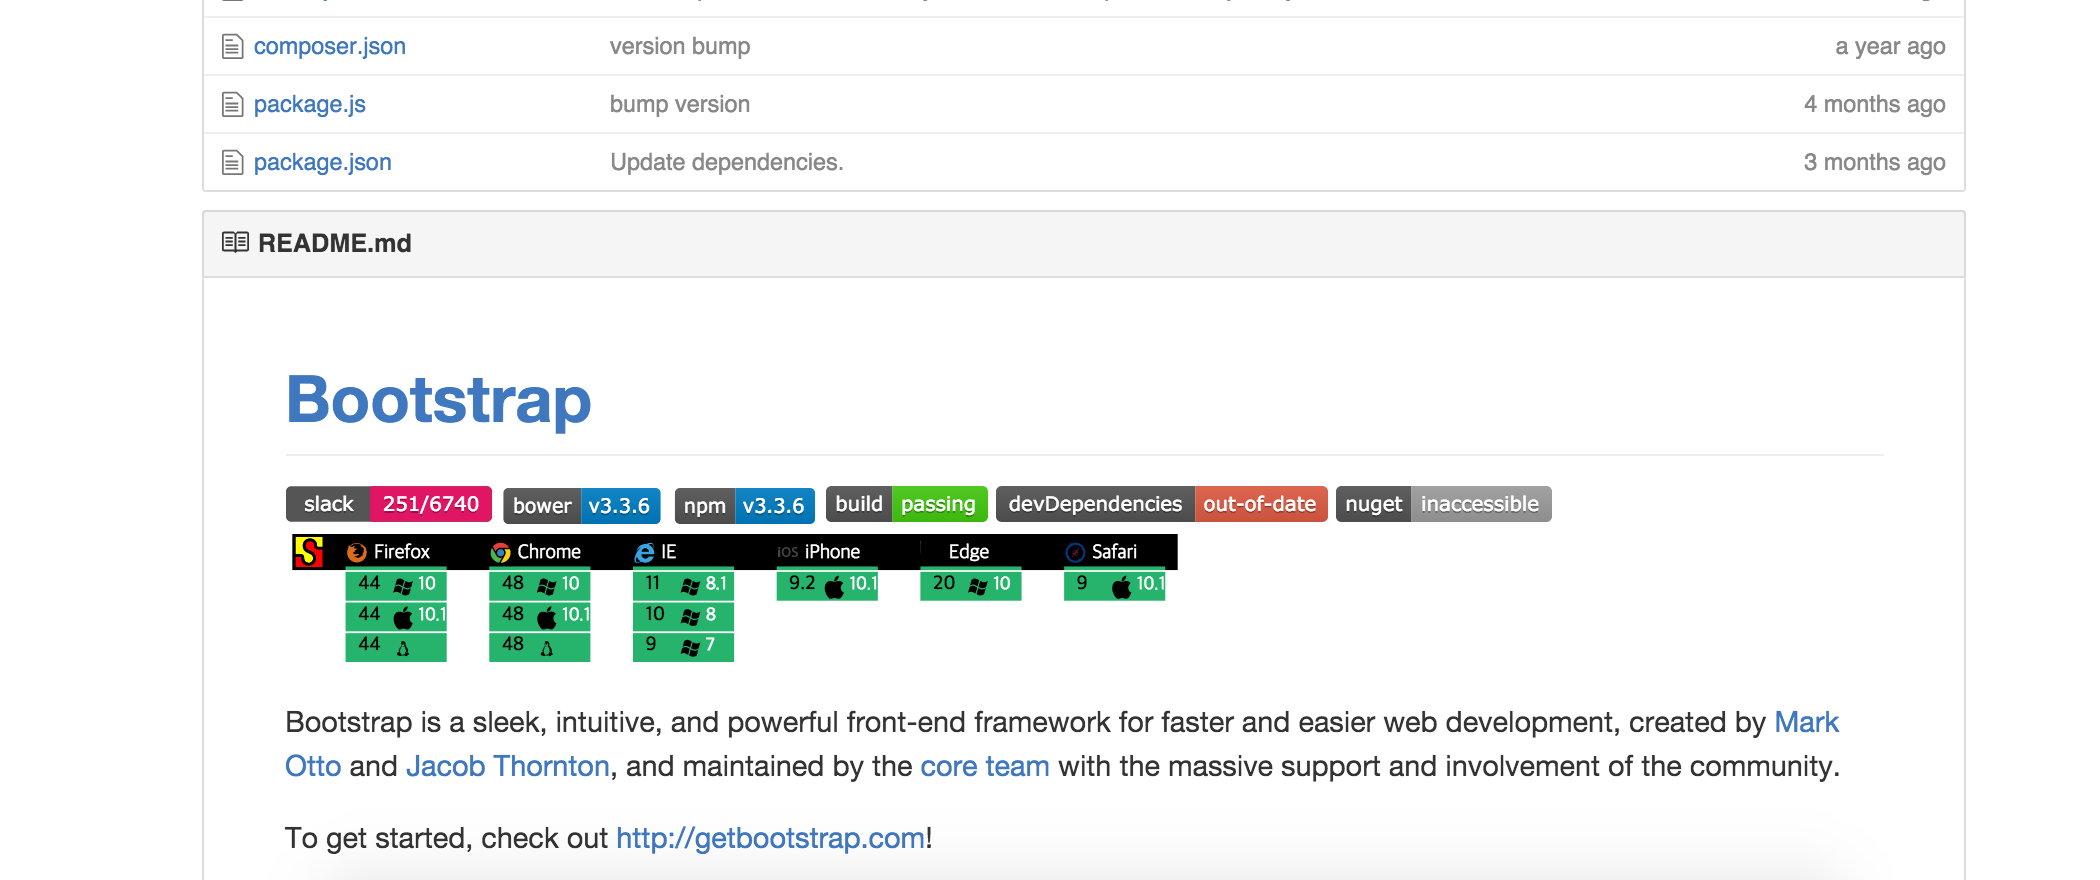 composer.json version bump a year ago
package.js bump version 4 months ago
package.json Update dependencies. 3 months ago
README.md
Bootstrap
slack 251/6740 bower v3.3.6 npm v3.3.6 build passing devDependencies out-of-date nuget inaccessible
S Firefox Chrome IE iOS iPhone Edge Safari
44 10 48 10 11 8.1 9.2 10.1 20 10 9 10.1
44 10.1 48 10.1 10 8
44 48 9 7
Bootstrap is a sleek, intuitive, and powerful front-end framework for faster and easier web development, created by Mark
Otto and Jacob Thornton, and maintained by the core team with the massive support and involvement of the community.
To get started, check out http://getbootstrap.com!